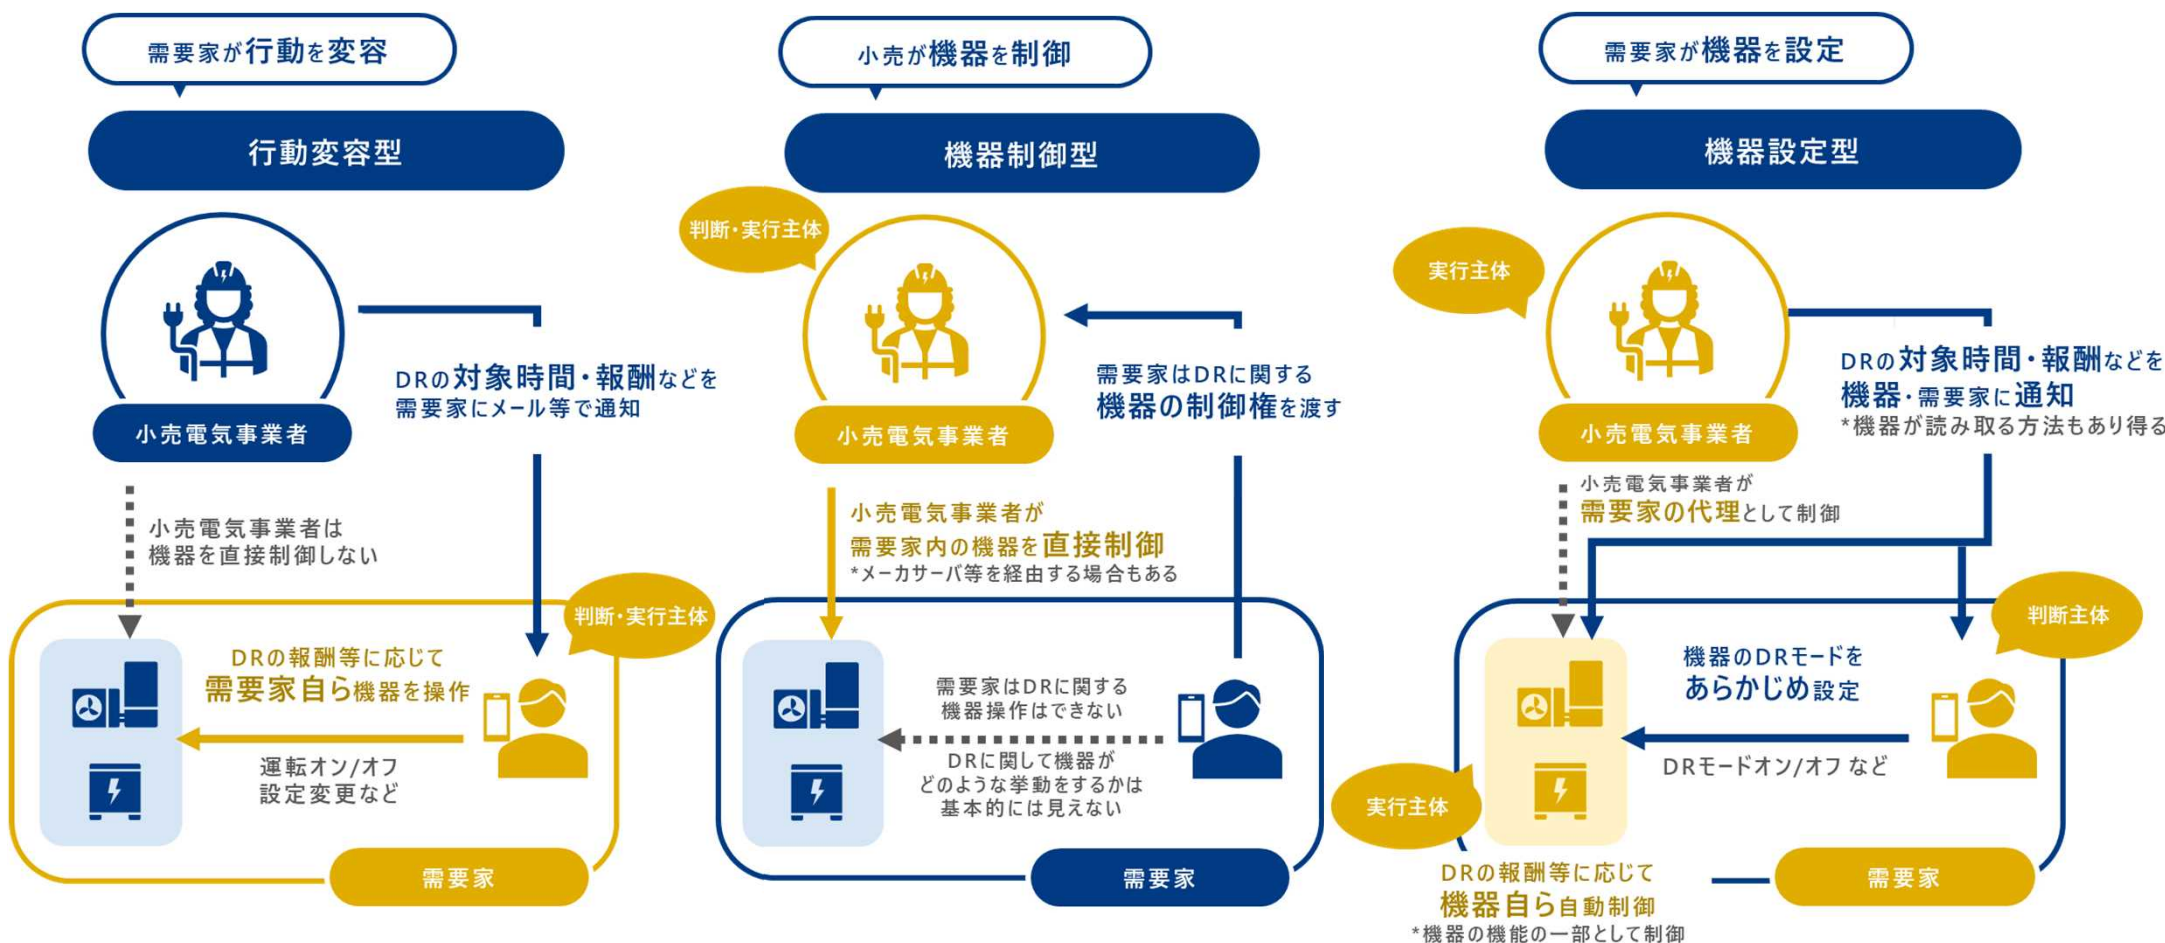 需要家が行動を変容
行動変容型
小売電気事業者
DRの対象時間・報酬などを
需要家にメール等で通知
小売電気事業者は
機器を直接制御しない
判断・実行主体
DRの報酬等に応じて
需要家自ら機器を操作
運転オン/オフ
設定変更など
需要家
小売が機器を制御
機器制御型
判断・実行主体
小売電気事業者
需要家はDRに関する
機器の制御権を渡す
小売電気事業者が
需要家内の機器を直接制御
*メーカサーバ等を経由する場合もある
需要家はDRに関する
機器操作はできない
DRに関して機器が
どのような挙動をするかは
基本的には見えない
需要家
需要家が機器を設定
機器設定型
実行主体
小売電気事業者
DRの対象時間・報酬などを
機器・需要家に通知
*機器が読み取る方法もあり得る
小売電気事業者が
需要家の代理として制御
判断主体
機器のDRモードを
あらかじめ設定
DRモードオン/オフ など
実行主体
DRの報酬等に応じて
機器自ら自動制御
*機器の機能の一部として制御
需要家